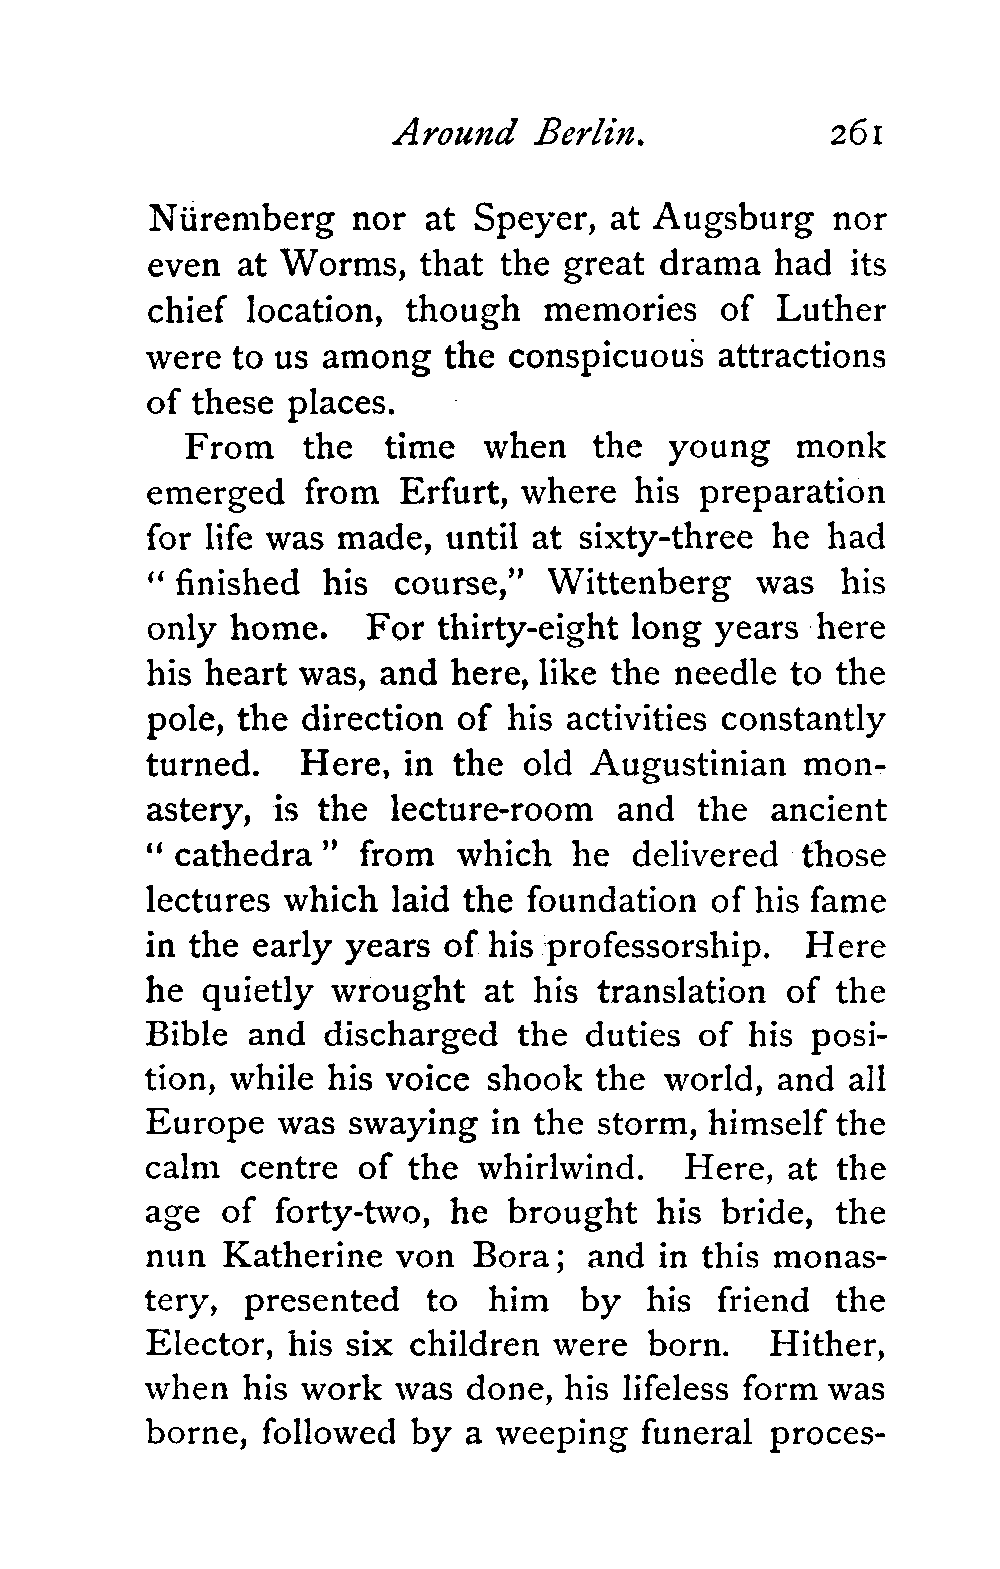 Around Berlin. 261
Nüremberg nor at Speyer, at Augsburg nor
even at Worms, that the great drama had its
chief location, though memories of Luther
were to us among the conspicuous attractions
of these places.
From the time when the young monk
emerged from Erfurt, where his preparation
for life was made, until at sixty-three he had
“ finished his course,” Wittenberg was his
only home. For thirty-eight long years here
his heart was, and here, like the needle to the
pole, the direction of his activities constantly
turned. Here, in the old Augustinian mon-
astery, is the lecture-room and the ancient
“ cathedra ” from which he delivered those
lectures which laid the foundation of his fame
in the early years of his professorship. Here
he quietly wrought at his translation of the
Bible and discharged the duties of his posi-
tion, while his voice shook the world, and all
Europe was swaying in the storm, himself the
calm centre of the whirlwind. Here, at the
age of forty-two, he brought his bride, the
nun Katherine von Bora; and in this monas-
tery, presented to him by his friend the
Elector, his six children were born. Hither,
when his work was done, his lifeless form was
borne, followed by a weeping funeral proces-